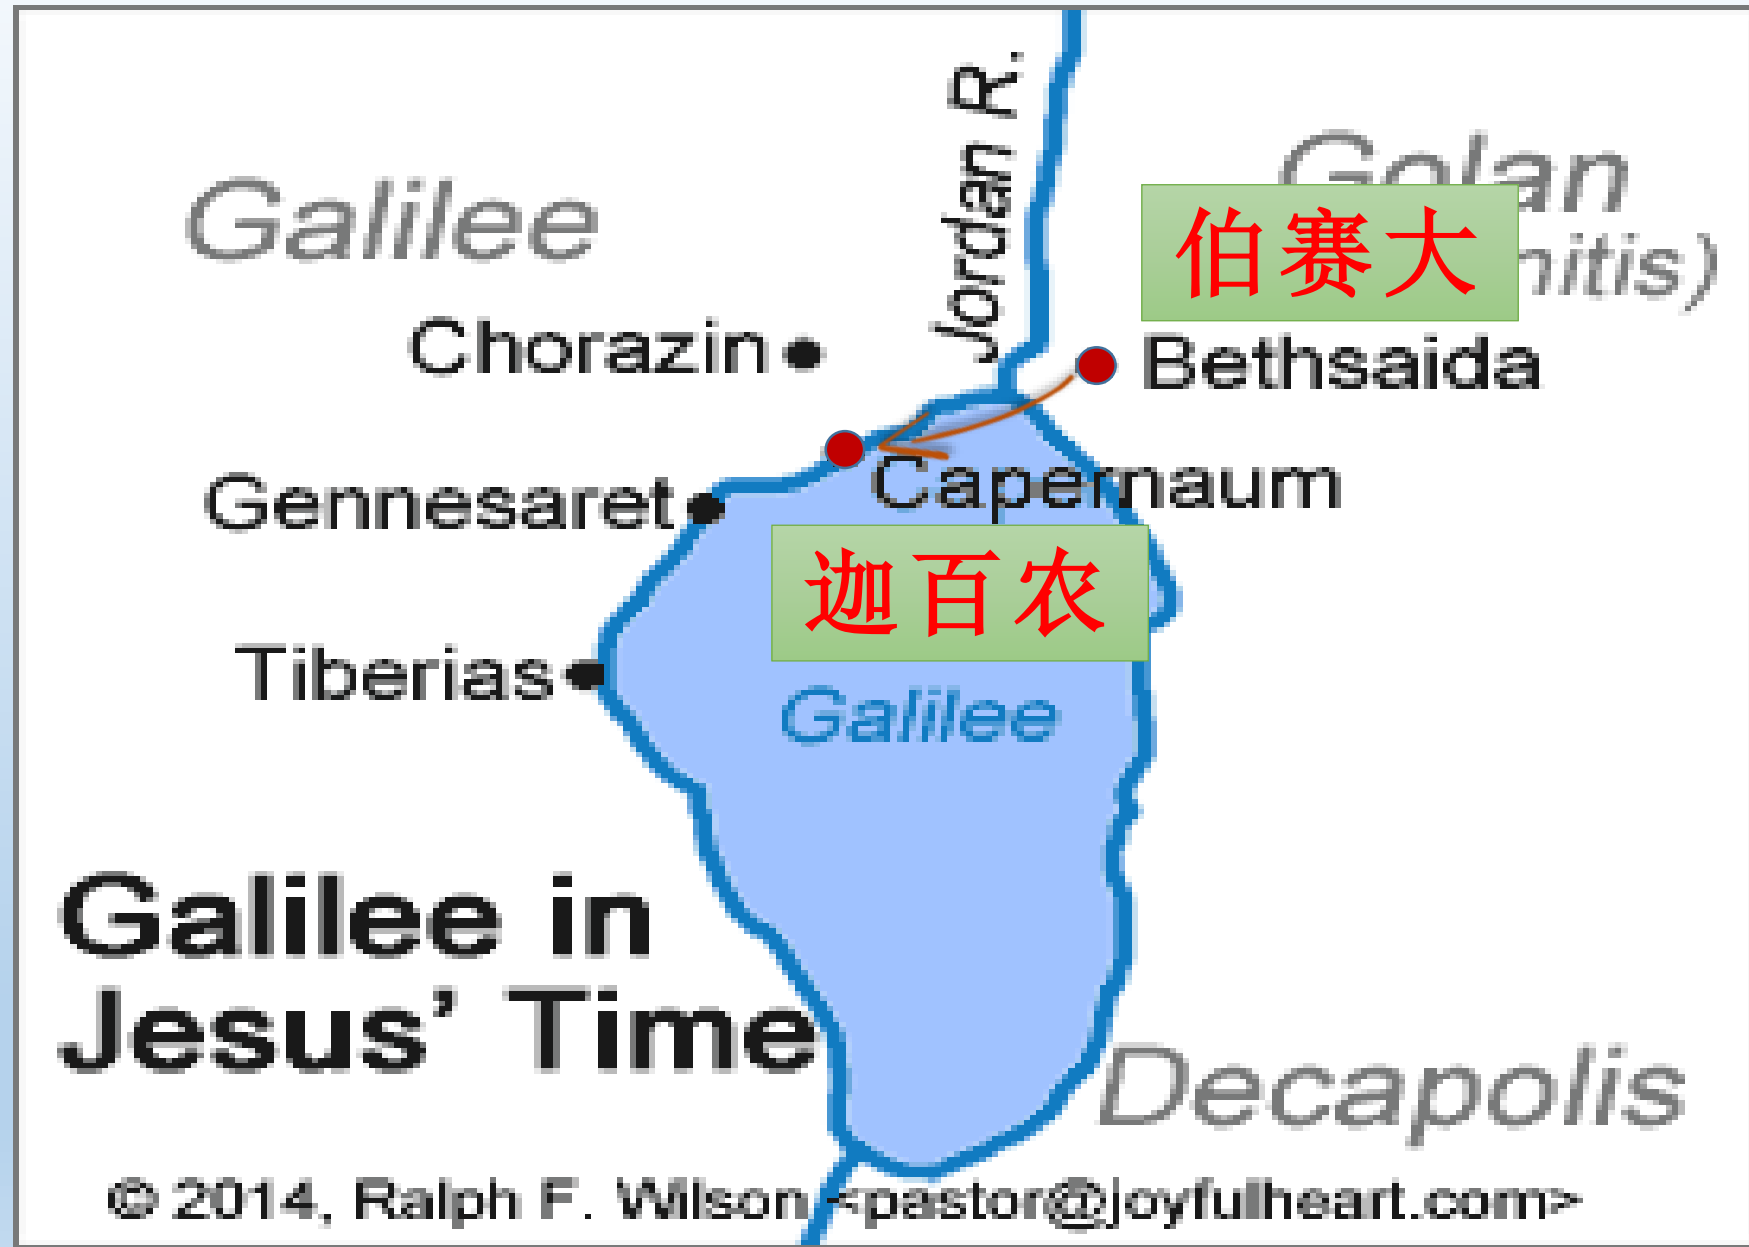 Jordan R.
Galilee
Golan
伯赛大
nitis)
Chorazin
Bethsaida
Capernaum
Gennesaret
迦百农
Tiberias
Galilee
Galilee in
Jesus’ Time
Decapolis
© 2014, Ralph F. Wilson <pastor@joyfulheart.com>